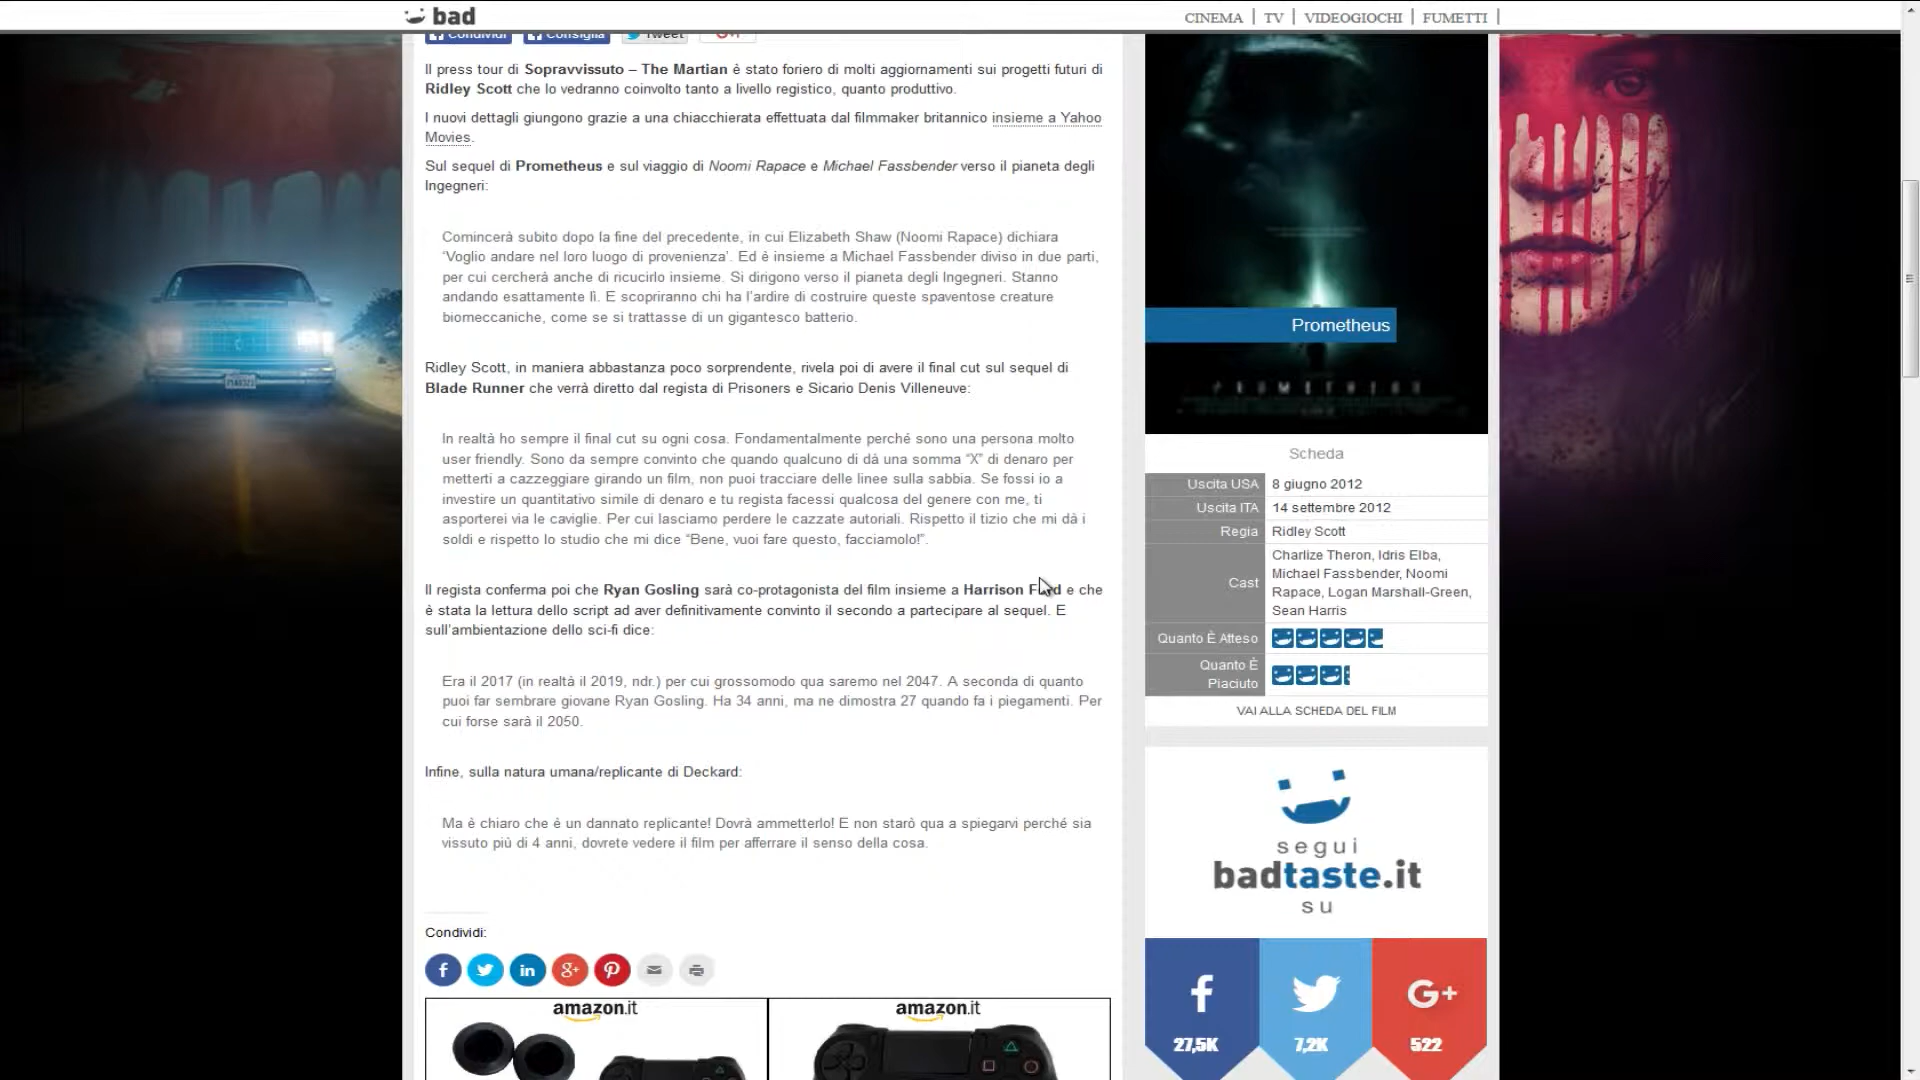 bad
CINEMA | TV | VIDEOGIOCHI | FUMETTI |
Condividi Consiglia Tweet
Il press tour di Sopravvissuto – The Martian è stato foriero di molti aggiornamenti sui progetti futuri di
Ridley Scott che lo vedranno coinvolto tanto a livello registico, quanto produttivo.
I nuovi dettagli giungono grazie a una chiacchierata effettuata dal filmmaker britannico insieme a Yahoo
Movies.
Sul sequel di Prometheus e sul viaggio di Noomi Rapace e Michael Fassbender verso il pianeta degli
Ingegneri:
Comincerà subito dopo la fine del precedente, in cui Elizabeth Shaw (Noomi Rapace) dichiara
‘Voglio andare nel loro luogo di provenienza’. Ed è insieme a Michael Fassbender diviso in due parti,
per cui cercherà anche di ricucirlo insieme. Si dirigono verso il pianeta degli Ingegneri. Stanno
andando esattamente lì. E scopriranno chi ha l’ardire di costruire queste spaventose creature
biomeccaniche, come se si trattasse di un gigantesco batterio.
Ridley Scott, in maniera abbastanza poco sorprendente, rivela poi di avere il final cut sul sequel di
Blade Runner che verrà diretto dal regista di Prisoners e Sicario Denis Villeneuve:
In realtà ho sempre il final cut su ogni cosa. Fondamentalmente perché sono una persona molto
user friendly. Sono da sempre convinto che quando qualcuno di dà una somma “X” di denaro per
metterti a cazzeggiare girando un film, non puoi tracciare delle linee sulla sabbia. Se fossi io a
investire un quantitativo simile di denaro e tu regista facessi qualcosa del genere con me, ti
asporterei via le caviglie. Per cui lasciamo perdere le cazzate autoriali. Rispetto il tizio che mi dà i
soldi e rispetto lo studio che mi dice “Bene, vuoi fare questo, facciamolo!”.
Il regista conferma poi che Ryan Gosling sarà co-protagonista del film insieme a Harrison Ford e che
è stata la lettura dello script ad aver definitivamente convinto il secondo a partecipare al sequel. E
sull’ambientazione dello sci-fi dice:
Era il 2017 (in realtà il 2019, ndr.) per cui grossomodo qua saremo nel 2047. A seconda di quanto
puoi far sembrare giovane Ryan Gosling. Ha 34 anni, ma ne dimostra 27 quando fa i piegamenti. Per
cui forse sarà il 2050.
Infine, sulla natura umana/replicante di Deckard:
Ma è chiaro che è un dannato replicante! Dovrà ammetterlo! E non starò qua a spiegarvi perché sia
vissuto più di 4 anni, dovrete vedere il film per afferrare il senso della cosa.
Condividi:
amazon.it
amazon.it
Prometheus
PROMETHEUS
Scheda
Uscita USA 8 giugno 2012
Uscita ITA 14 settembre 2012
Regia Ridley Scott
Cast Charlize Theron, Idris Elba,
Michael Fassbender, Noomi
Rapace, Logan Marshall-Green,
Sean Harris
Quanto È Atteso
Quanto È
Piaciuto
VAI ALLA SCHEDA DEL FILM
segui
badtaste.it
su
27,5K 7,2K 522